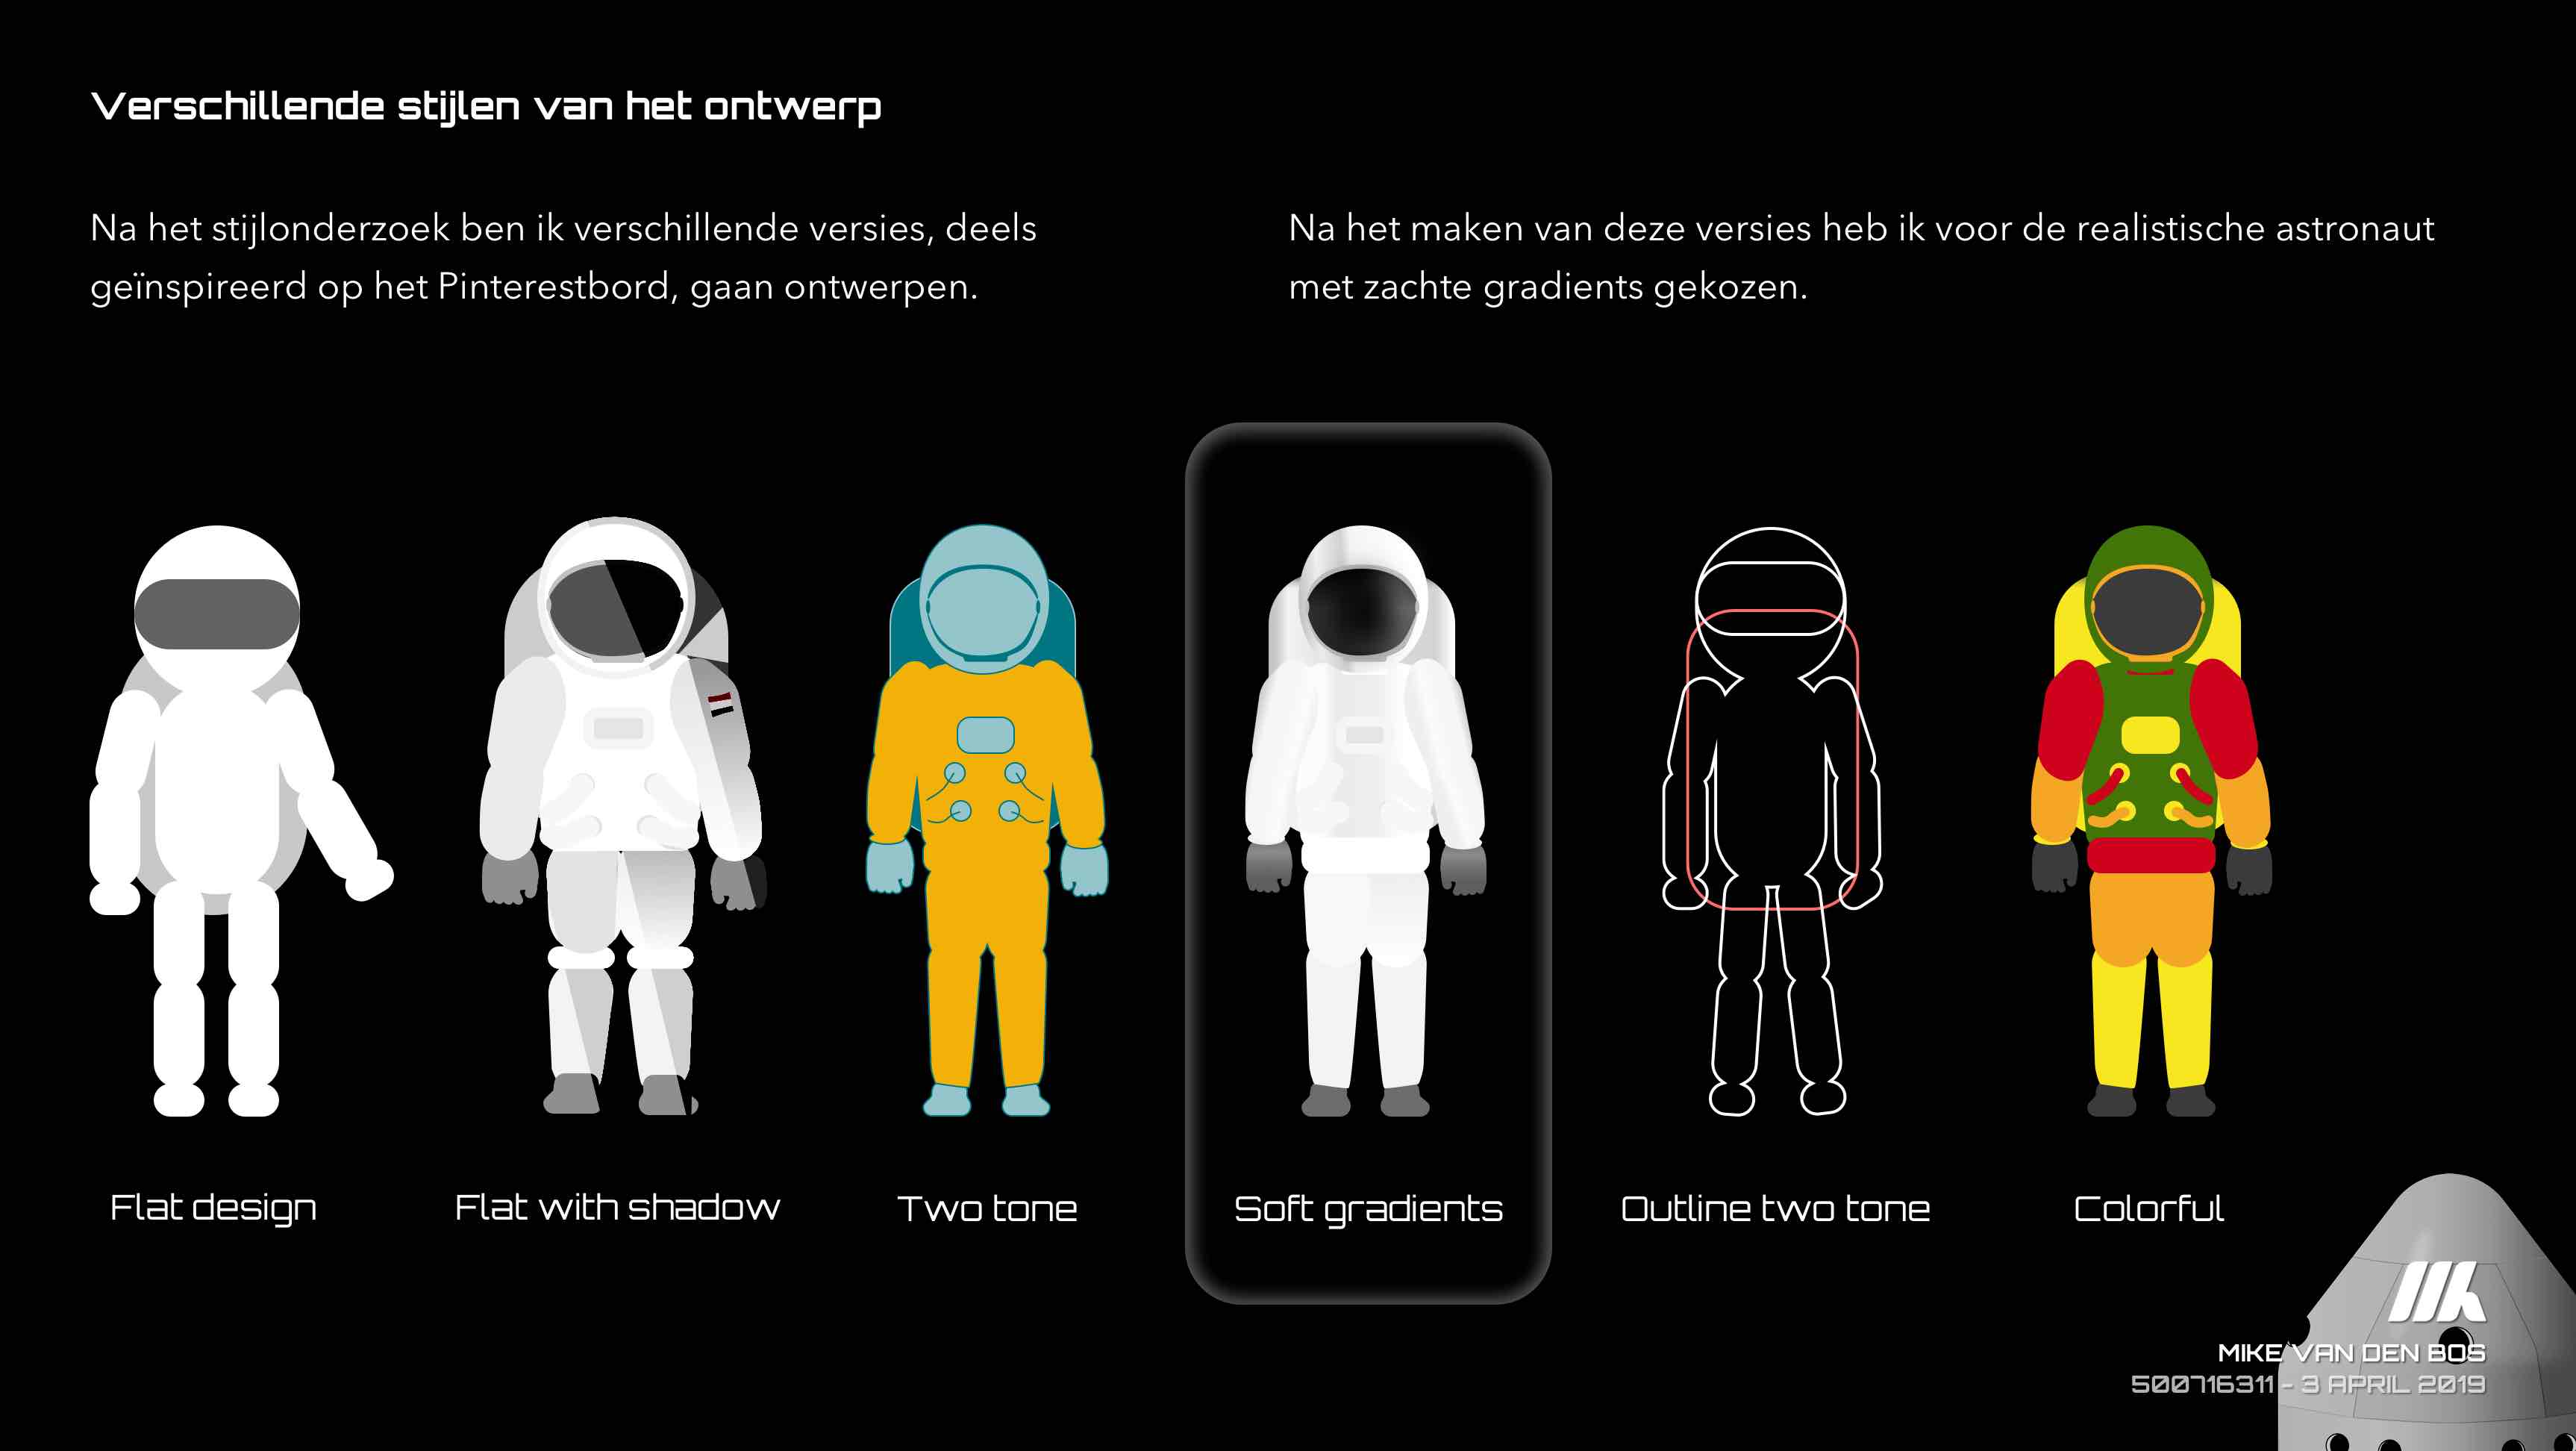 Verschillende stijlen van het ontwerp
Na het stijlonderzoek ben ik verschillende versies, deels
geïnspireerd op het Pinterestbord, gaan ontwerpen.
Na het maken van deze versies heb ik voor de realistische astronaut
met zachte gradients gekozen.
Flat design
Flat with shadow
Two tone
Soft gradients
Outline two tone
Colorful
MIKE VAN DEN BOS
500716311 - 3 APRIL 2019